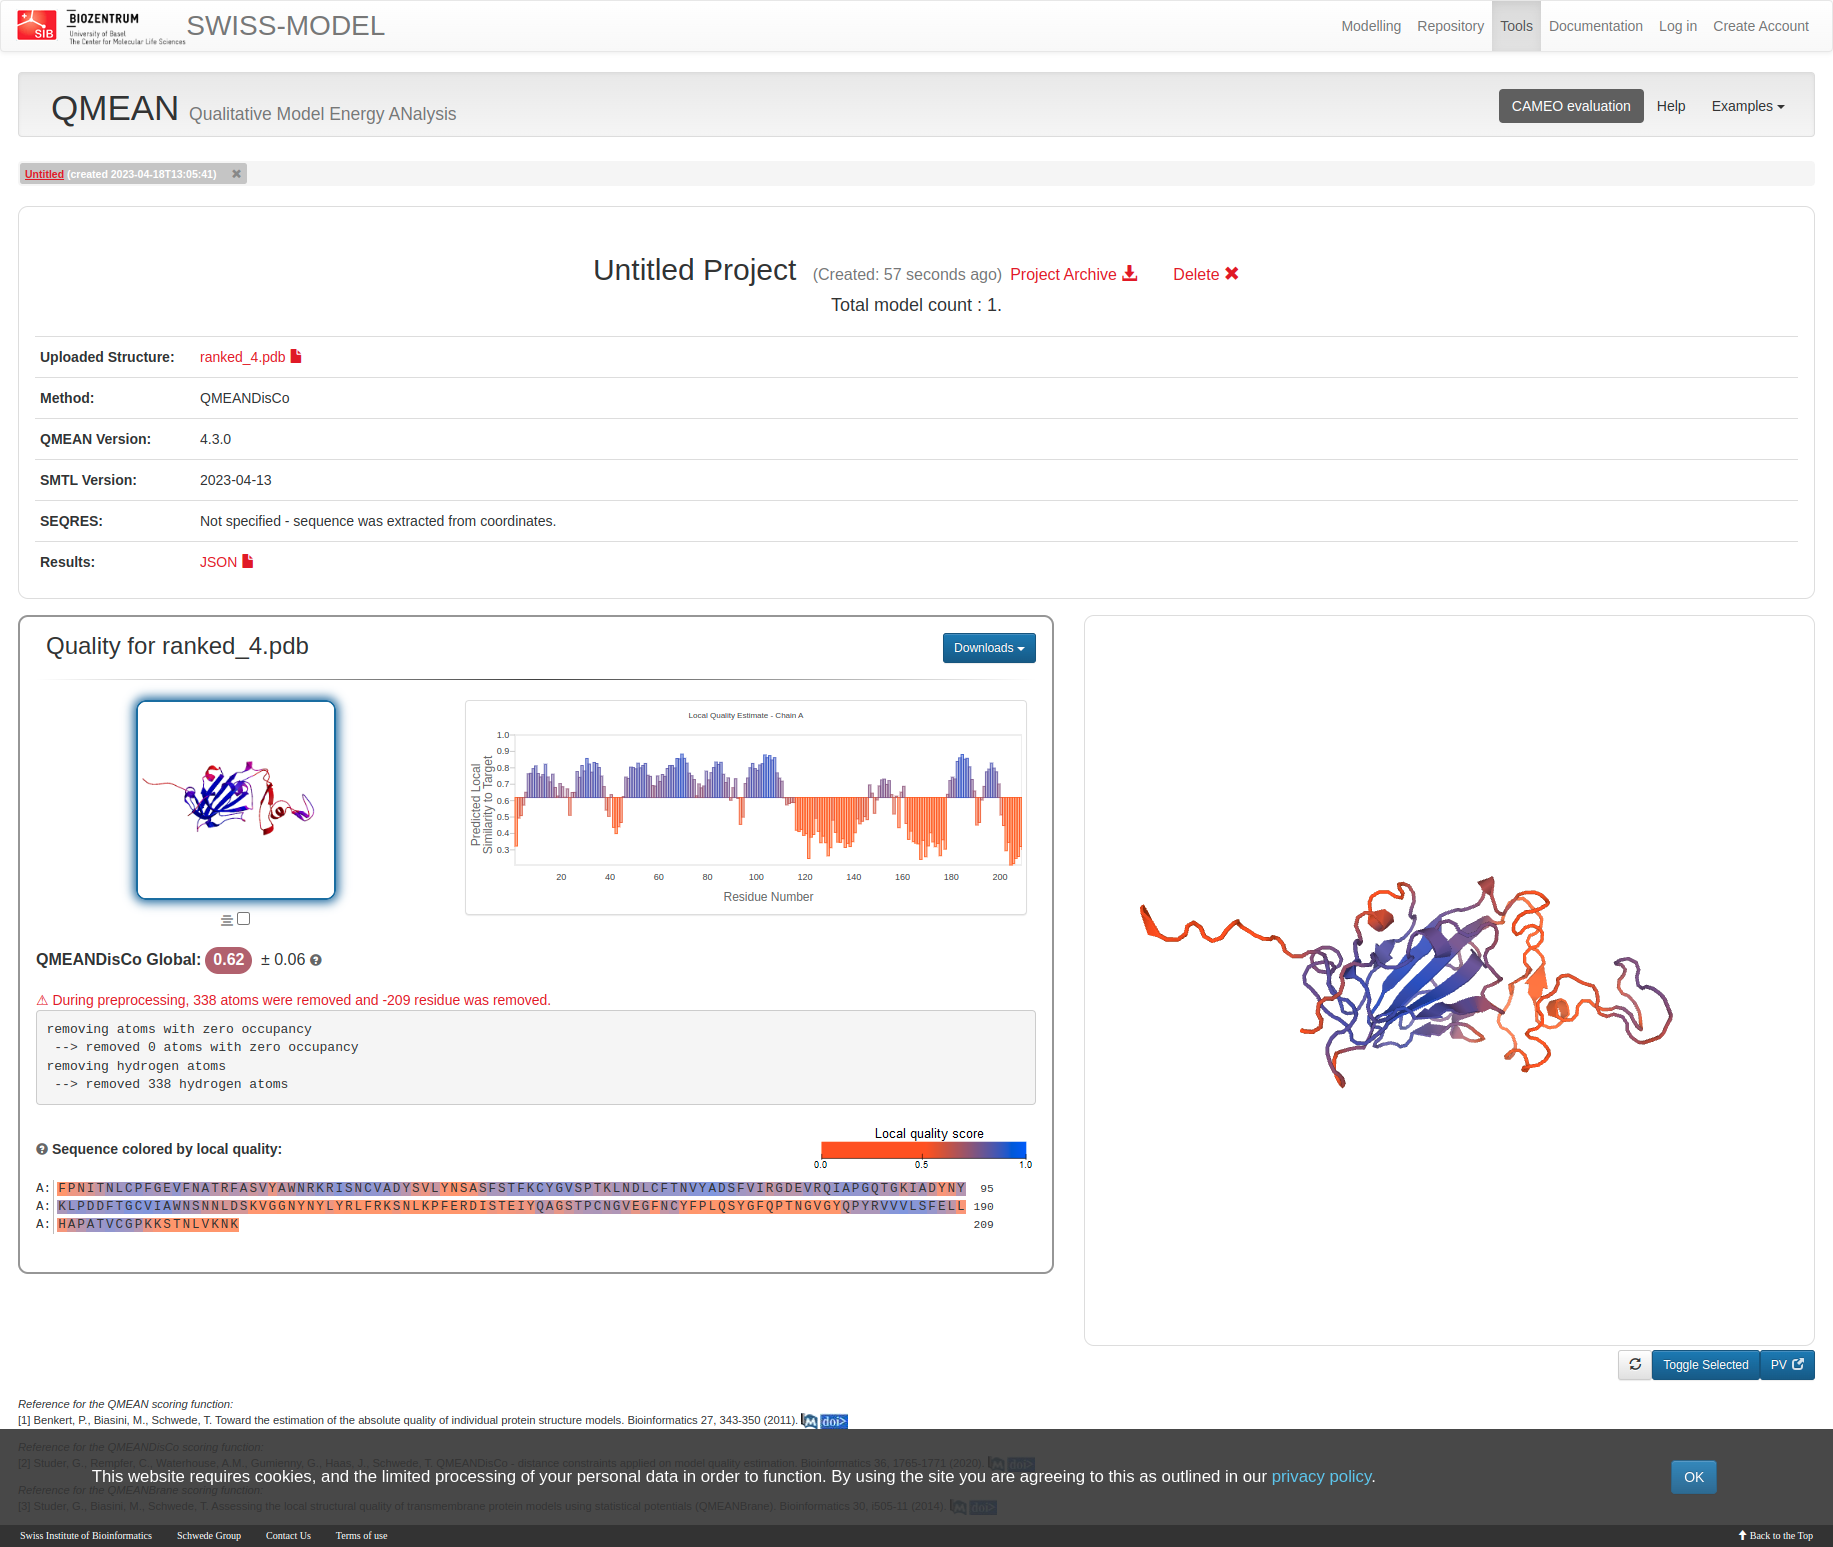 SIB BIOZENTRUM
University of Basel
The Center for Molecular Life Sciences
SWISS-MODEL
Modelling Repository Tools Documentation Log in Create Account
QMEAN Qualitative Model Energy ANalysis
CAMEO evaluation Help Examples
Untitled (created 2023-04-18T13:05:41) ✖
Untitled Project (Created: 57 seconds ago) Project Archive Delete ✖
Total model count : 1.
Uploaded Structure: ranked_4.pdb
Method: QMEANDisCo
QMEAN Version: 4.3.0
SMTL Version: 2023-04-13
SEQRES: Not specified - sequence was extracted from coordinates.
Results: JSON
Quality for ranked_4.pdb
Downloads
Local Quality Estimate - Chain A
Predicted Local
Similarity to Target
1.0
0.9
0.8
0.7
0.6
0.5
0.4
0.3
20 40 60 80 100 120 140 160 180 200
Residue Number
QMEANDisCo Global: 0.62 ± 0.06
⚠ During preprocessing, 338 atoms were removed and -209 residue was removed.
removing atoms with zero occupancy
--> removed 0 atoms with zero occupancy
removing hydrogen atoms
--> removed 338 hydrogen atoms
Sequence colored by local quality:
Local quality score
0.0 0.5 1.0
A: FPNITNLCPFGEVFNATRFASVYAWNRKRISNCVADYSVLYNSASFSTFKCYGVSPTKLNDLCFTNVYADSFVIRGDEVRQIAPGQTGKIADYNY 95
A: KLPDDFTGCVIAWNSNNLDSKVGGNYNYLYRLFRKSNLKPFERDISTEIYQAGSTPCNGVEGFNCYFPLQSYGFQPTNGVGYQPYRVVVLSFELL 190
A: HAPATVCGPKKSTNLVKNK 209
Toggle Selected PV
Reference for the QMEAN scoring function:
[1] Benkert, P., Biasini, M., Schwede, T. Toward the estimation of the absolute quality of individual protein structure models. Bioinformatics 27, 343-350 (2011). doi>
Reference for the QMEANDisCo scoring function:
[2] Studer, G., Rempfer, C., Waterhouse, A.M., Gumienny, G., Haas, J., Schwede, T. QMEANDisCo - distance constraints applied on model quality estimation. Bioinformatics 36, 1765-1771 (2020). doi>
This website requires cookies, and the limited processing of your personal data in order to function. By using the site you are agreeing to this as outlined in our privacy policy.
OK
Reference for the QMEANBrane scoring function:
[3] Studer, G., Biasini, M., Schwede, T. Assessing the local structural quality of transmembrane protein models using statistical potentials (QMEANBrane). Bioinformatics 30, i505-11 (2014). doi>
Swiss Institute of Bioinformatics Schwede Group Contact Us Terms of use Back to the Top